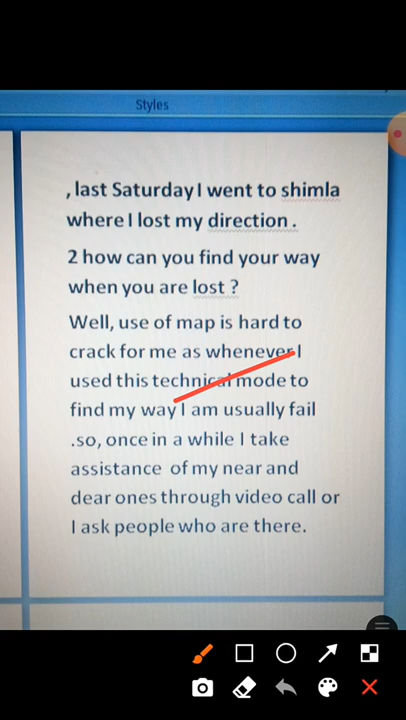 Styles
, last Saturday I went to shimla
where I lost my direction .
2 how can you find your way
when you are lost ?
Well, use of map is hard to
crack for me as whenever I
used this technical mode to
find my way I am usually fail
.so, once in a while I take
assistance of my near and
dear ones through video call or
I ask people who are there.